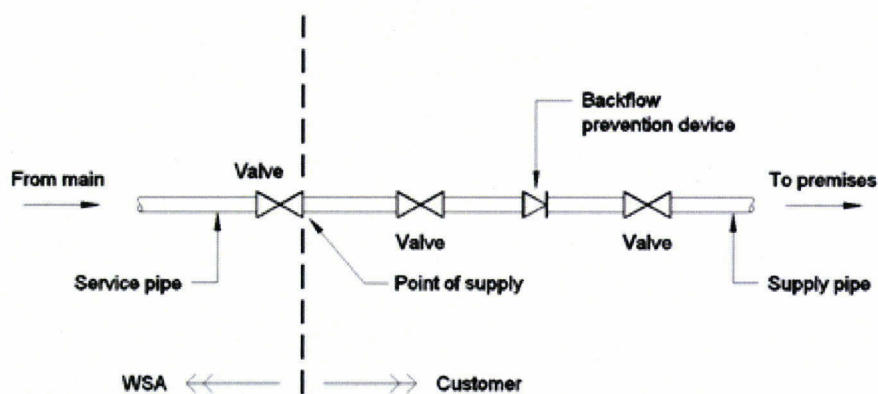 Backflow
prevention device
Valve
From main
To premises
Valve
Valve
Service pipe
Point of supply
Supply pipe
WSA
Customer